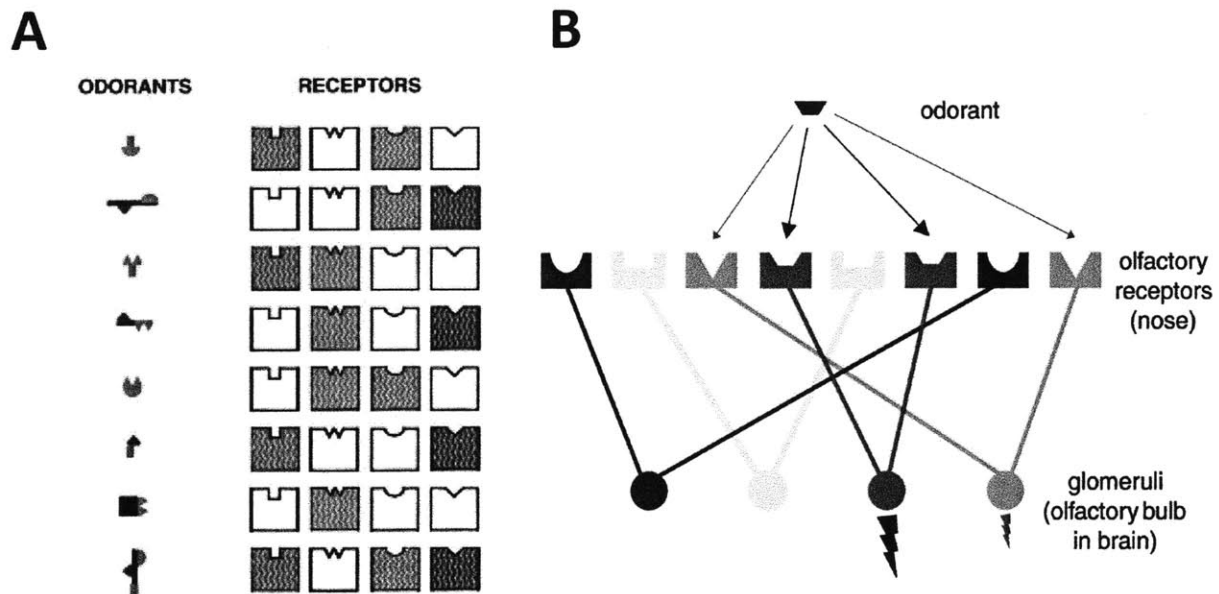 A
ODORANTS
RECEPTORS
B
odorant
olfactory
receptors
(nose)
glomeruli
(olfactory bulb
in brain)